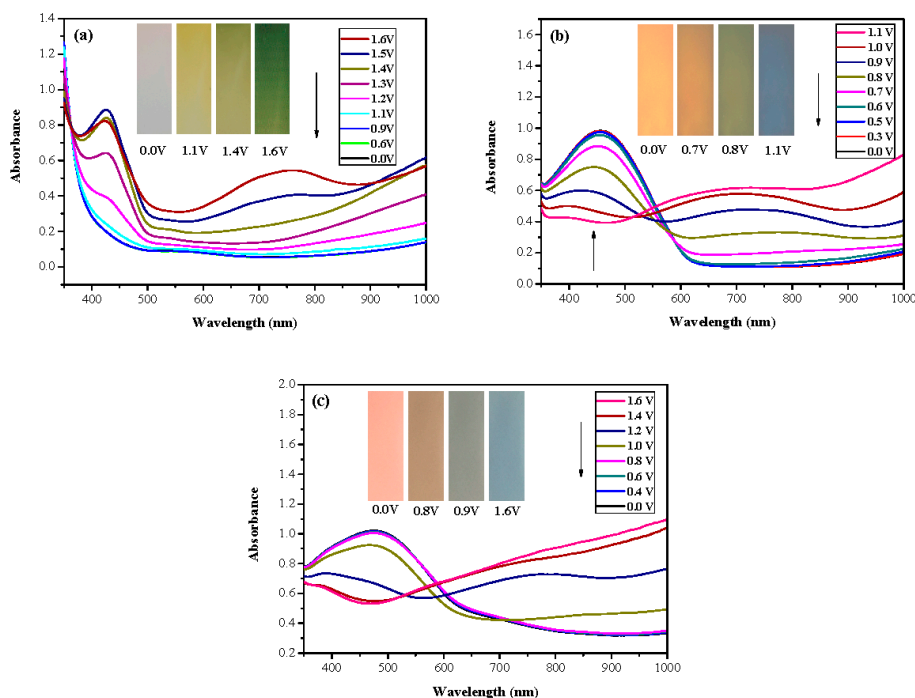 (a)
1.6V
1.5V
1.4V
1.3V
1.2V
1.1V
0.9V
0.6V
0.0V
0.0V 1.1V 1.4V 1.6V
1.4
1.2
1.0
0.8
0.6
0.4
0.2
0.0
Absorbance
400 500 600 700 800 900 1000
Wavelength (nm)
(b)
1.1 V
1.0 V
0.9 V
0.8 V
0.7 V
0.6 V
0.5 V
0.3 V
0.0 V
0.0V 0.7V 0.8V 1.1V
1.6
1.4
1.2
1.0
0.8
0.6
0.4
0.2
0.0
Absorbance
400 500 600 700 800 900 1000
Wavelength (nm)
(c)
1.6 V
1.4 V
1.2 V
1.0 V
0.8 V
0.6 V
0.4 V
0.0 V
0.0V 0.8V 0.9V 1.6V
2.0
1.8
1.6
1.4
1.2
1.0
0.8
0.6
0.4
0.2
Absorbance
400 500 600 700 800 900 1000
Wavelength (nm)